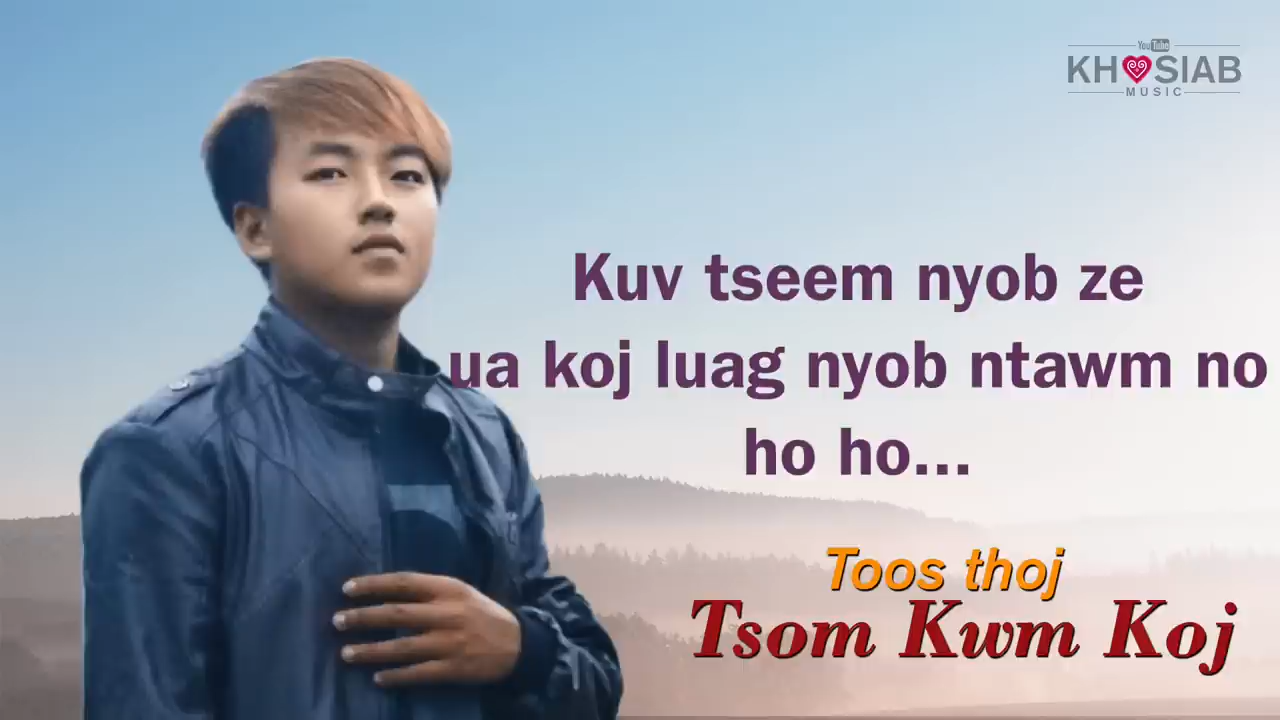 YouTube
KHOSIAB
MUSIC
Kuv tseem nyob ze
ua koj luag nyob ntawm no
ho ho...
Toos thoj
Tsom Kwm Koj